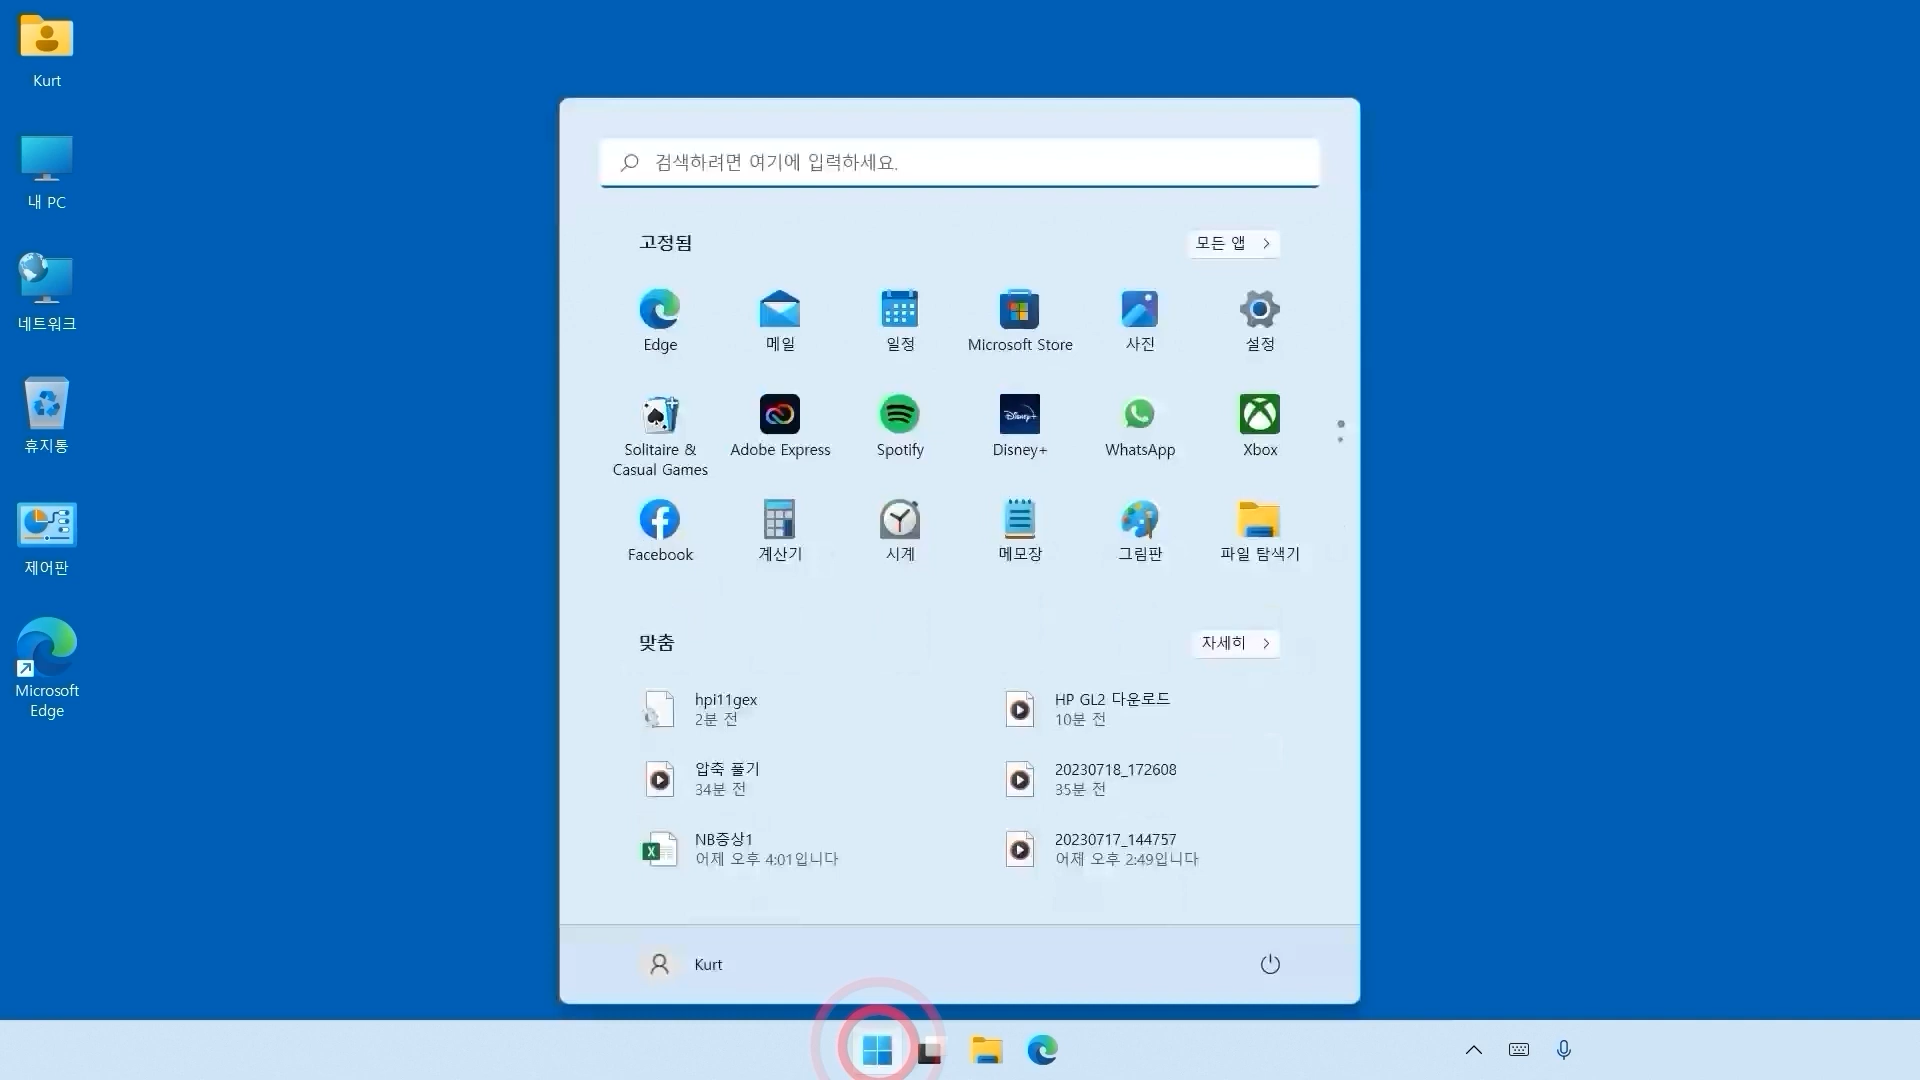 Kurt
내 PC
네트워크
휴지통
제어판
Microsoft
Edge
검색하려면 여기에 입력하세요.
고정됨
모든 앱
Edge
메일
일정
Microsoft Store
사진
설정
Solitaire &
Casual Games
Adobe Express
Spotify
Disney+
Disney+
WhatsApp
Xbox
Facebook
계산기
시계
메모장
그림판
파일 탐색기
맞춤
자세히
hpi11gex
2분 전
HP GL2 다운로드
10분 전
압축 풀기
34분 전
20230718_172608
35분 전
NB증상1
어제 오후 4:01입니다
20230717_144757
어제 오후 2:49입니다
Kurt